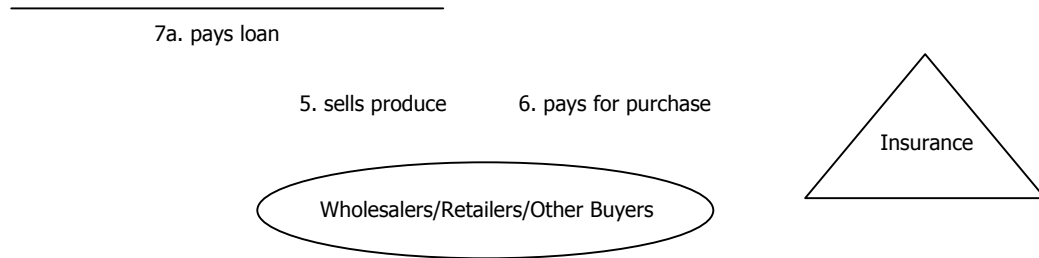 7a. pays loan
5. sells produce
6. pays for purchase
Insurance
Wholesalers/Retailers/Other Buyers